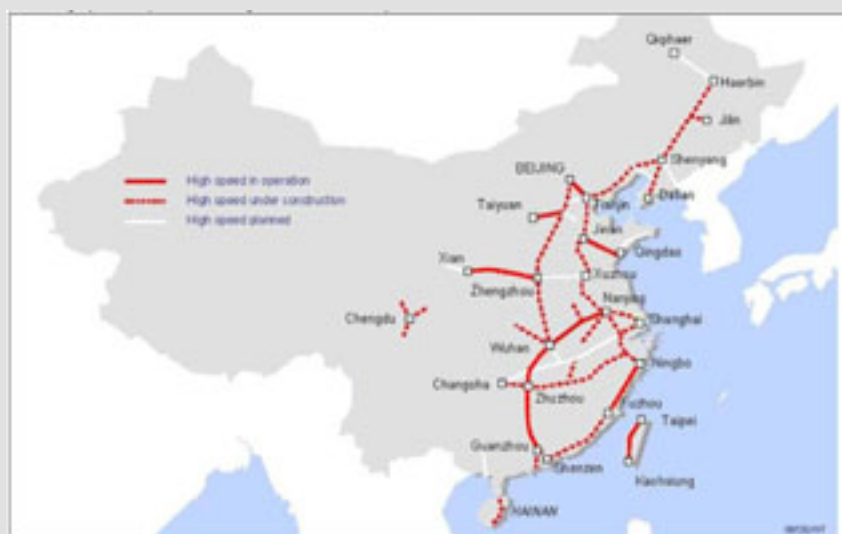 Qiqihaer
Haerbin
Jilin
Shenyang
BEIJING
High speed in operation
High speed under construction
High speed planned
Dalian
Tianjin
Taiyuan
Jinan
Qingdao
Xian
Xuzhou
Zhengzhou
Nanjing
Chengdu
Shanghai
Wuhan
Ningbo
Changsha
Zhuzhou
Fuzhou
Taipei
Guanzhou
Shenzen
Kaohsiung
HAINAN